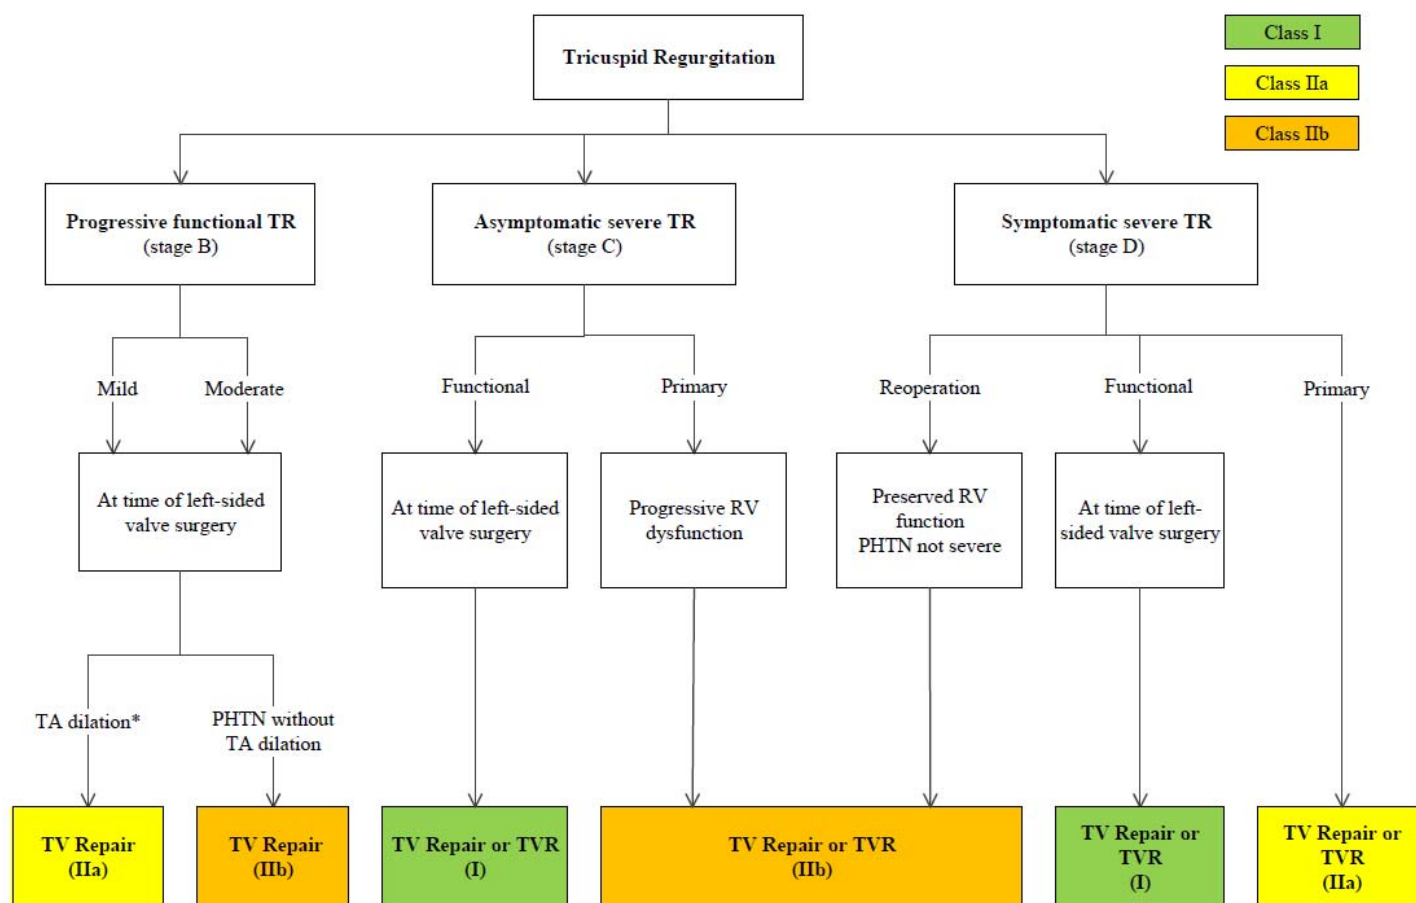 Tricuspid Regurgitation
Class I
Class IIa
Class IIb
Progressive functional TR
(stage B)
Asymptomatic severe TR
(stage C)
Symptomatic severe TR
(stage D)
Mild
Moderate
Functional
Primary
Reoperation
Functional
Primary
At time of left-sided
valve surgery
At time of left-sided
valve surgery
Progressive RV
dysfunction
Preserved RV
function
PHTN not severe
At time of left-
sided valve surgery
TA dilation*
PHTN without
TA dilation
TV Repair
(IIa)
TV Repair
(IIb)
TV Repair or TVR
(I)
TV Repair or TVR
(IIb)
TV Repair or
TVR
(I)
TV Repair or
TVR
(IIa)